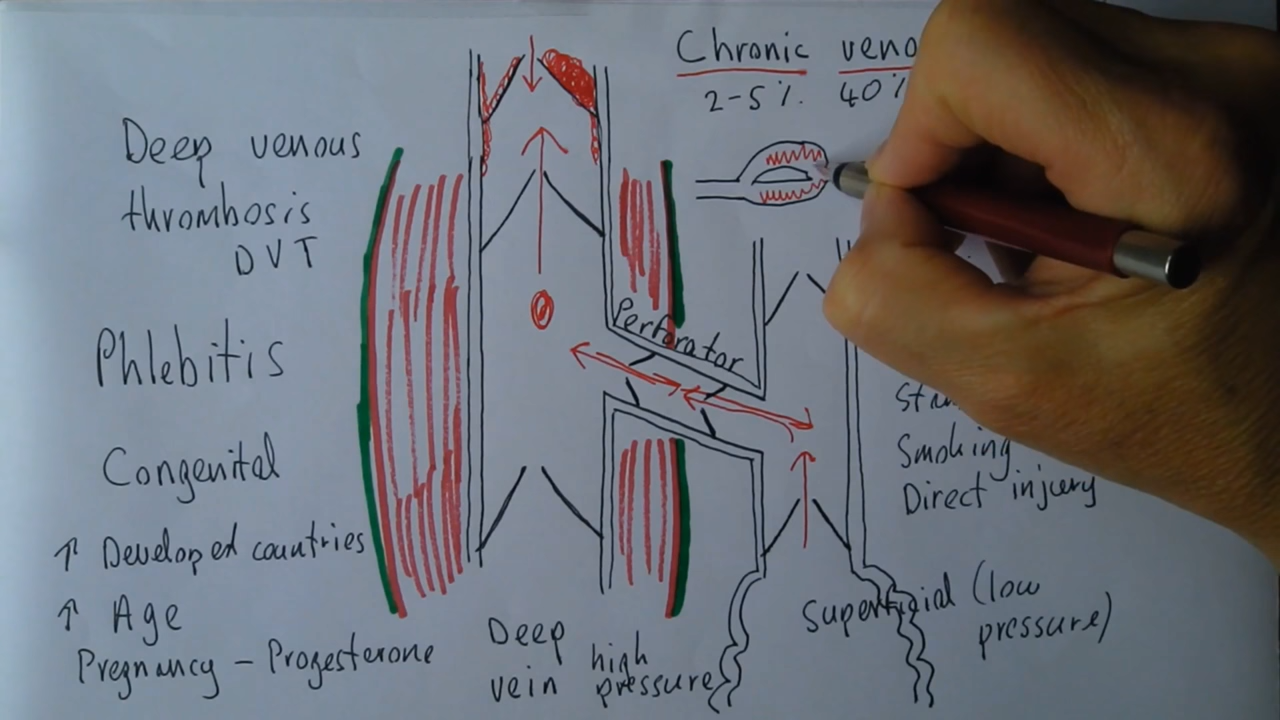 Chronic
2-5% 40%
Deep venous
thrombosis
DVT
Perforator
Phlebitis
Congenital
Smoking
Direct injury
↑ Developed countries
↑ Age
Pregnancy - Progesterone
Deep
vein
high
pressure
Superficial (low
pressure)